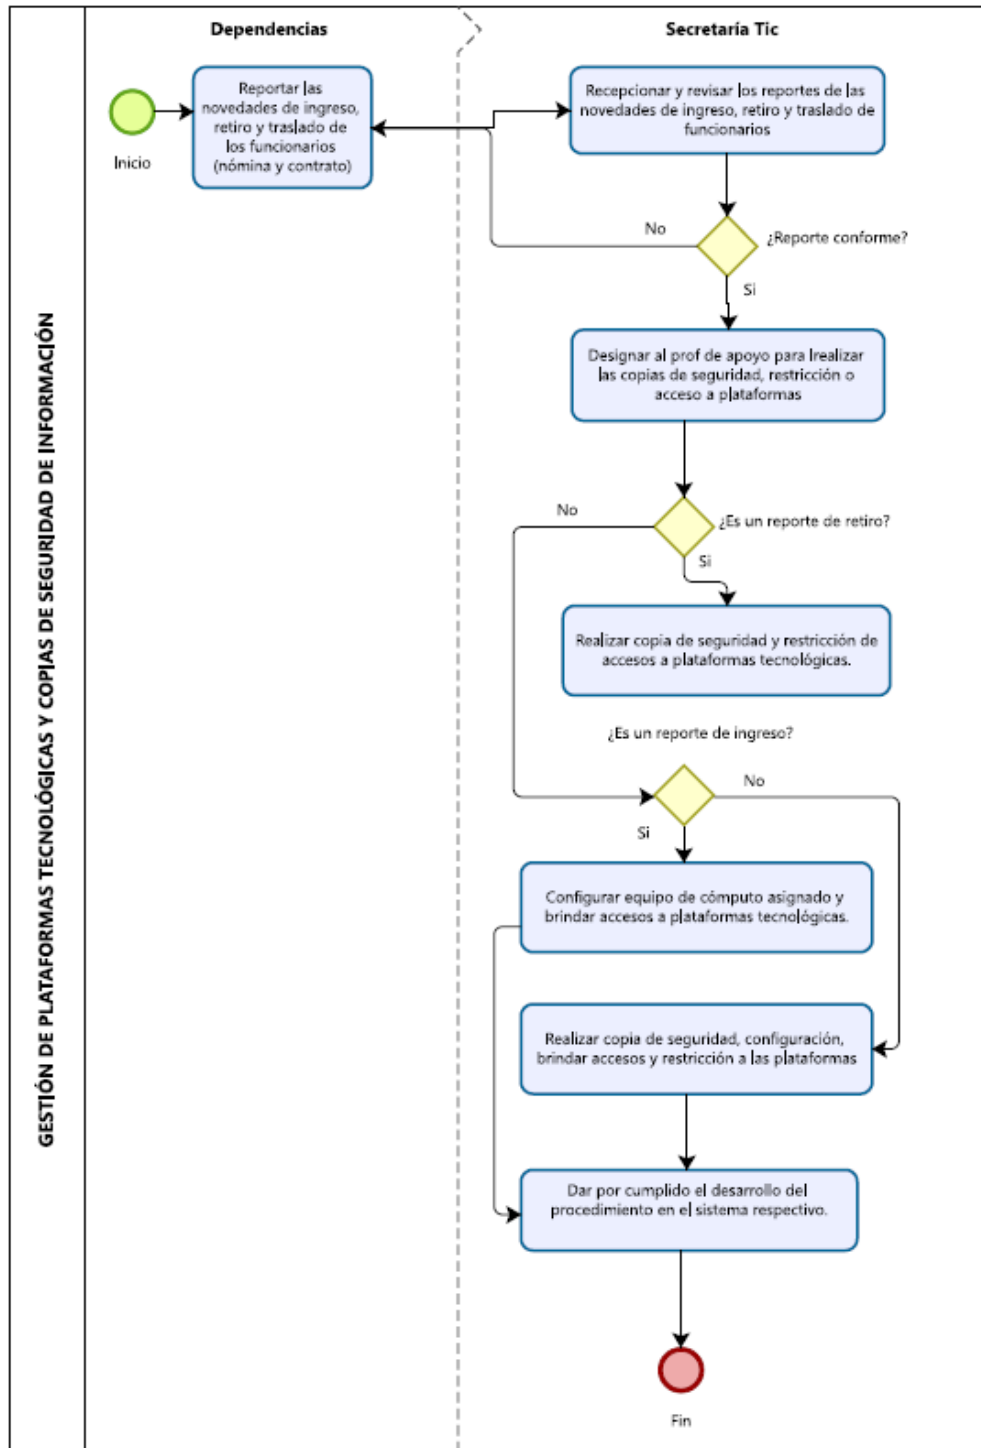 GESTIÓN DE PLATAFORMAS TECNOLÓGICAS Y COPIAS DE SEGURIDAD DE INFORMACIÓN
Dependencias
Secretaría Tic
Inicio
Reportar las
novedades de ingreso,
retiro y traslado de
los funcionarios
(nómina y contrato)
Recepcionar y revisar los reportes de las
novedades de ingreso, retiro y traslado de
funcionarios
No
¿Reporte conforme?
Si
Designar al prof de apoyo para lrealizar
las copias de seguridad, restricción o
acceso a plataformas
No
¿Es un reporte de retiro?
Si
Realizar copia de seguridad y restricción de
accesos a plataformas tecnológicas.
¿Es un reporte de ingreso?
No
Si
Configurar equipo de cómputo asignado y
brindar accesos a plataformas tecnológicas.
Realizar copia de seguridad, configuración,
brindar accesos y restricción a las plataformas
Dar por cumplido el desarrollo del
procedimiento en el sistema respectivo.
Fin